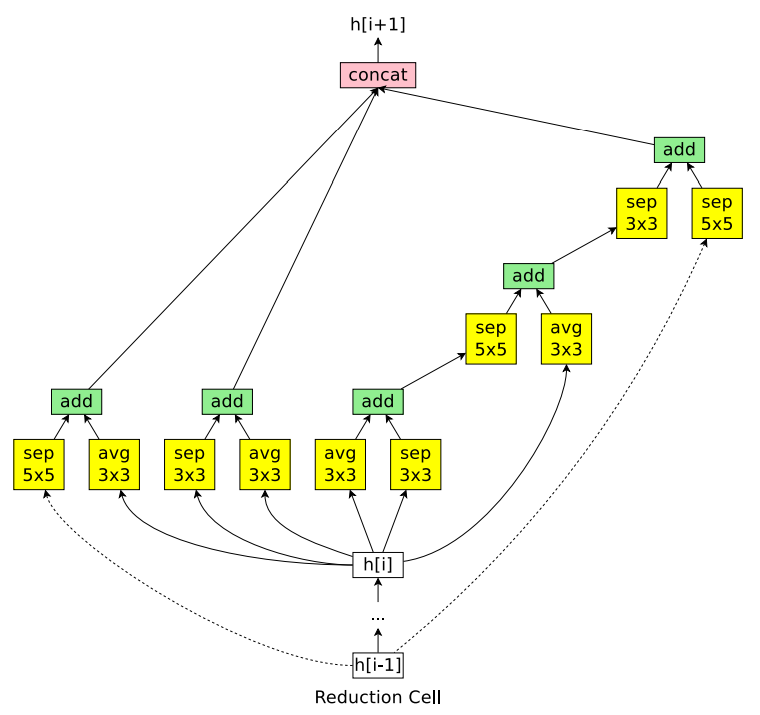 h[i+1]
concat
add
sep
3x3
sep
5x5
add
sep
5x5
avg
3x3
add
add
add
sep
5x5
avg
3x3
sep
3x3
avg
3x3
avg
3x3
sep
3x3
h[i]
...
h[i-1]
Reduction Cell